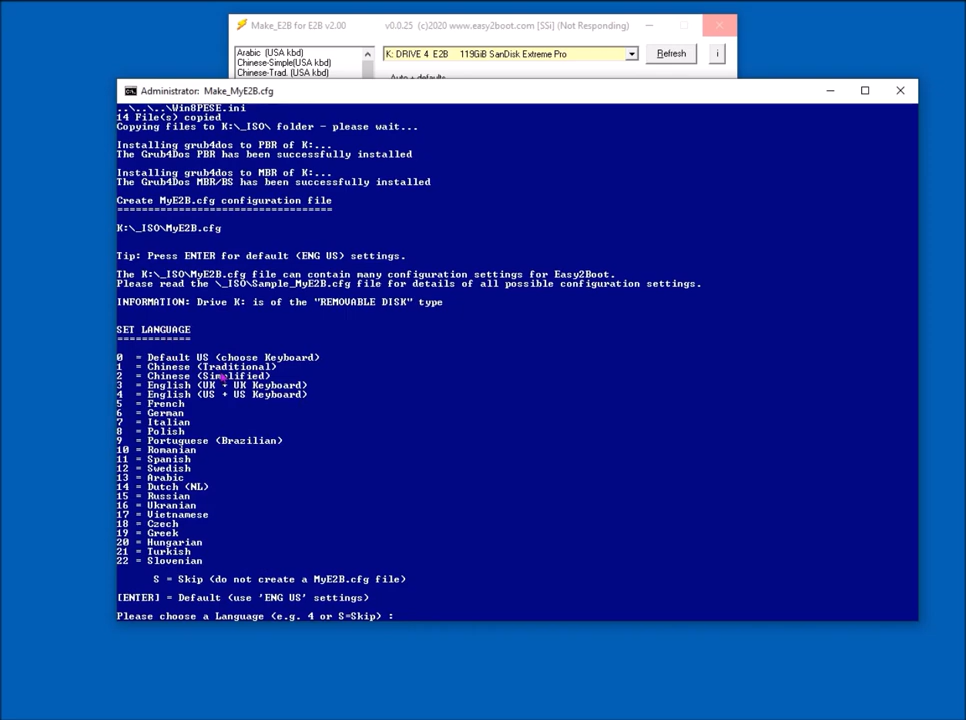 Make_E2B for E2B v2.00 v0.0.25 (c)2020 www.easy2boot.com [SSi] (Not Responding)
Arabic (USA kbd)
Chinese-Simple(USA kbd)
Chinese-Trad. (USA kbd)
K: DRIVE 4 E2B 119GiB SanDisk Extreme Pro
Refresh
i
Auto + defaults
Administrator: Make_MyE2B.cfg
..\..\..\Win8PESE.ini
14 File(s) copied
Copying files to K:\_ISO\ folder - please wait...
Installing grub4dos to PBR of K:...
The Grub4Dos PBR has been successfully installed
Installing grub4dos to MBR of K:...
The Grub4Dos MBR/BS has been successfully installed
Create MyE2B.cfg configuration file
===================================
K:\_ISO\MyE2B.cfg
Tip: Press ENTER for default (ENG US) settings.
The K:\_ISO\MyE2B.cfg file can contain many configuration settings for Easy2Boot.
Please read the \_ISO\Sample_MyE2B.cfg file for details of all possible configuration settings.
INFORMATION: Drive K: is of the "REMOVABLE DISK" type
SET LANGUAGE
============
0 = Default US (choose Keyboard)
1 = Chinese (Traditional)
2 = Chinese (Simplified)
3 = English (UK + UK Keyboard)
4 = English (US + US Keyboard)
5 = French
6 = German
7 = Italian
8 = Polish
9 = Portuguese (Brazilian)
10 = Romanian
11 = Spanish
12 = Swedish
13 = Arabic
14 = Dutch (NL)
15 = Russian
16 = Ukranian
17 = Vietnamese
18 = Czech
19 = Greek
20 = Hungarian
21 = Turkish
22 = Slovenian
S = Skip (do not create a MyE2B.cfg file)
[ENTER] = Default (use 'ENG US' settings)
Please choose a Language (e.g. 4 or S=Skip) :